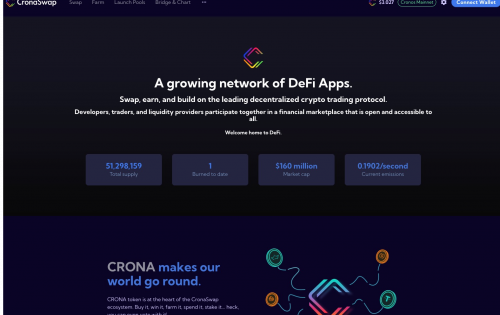 CronaSwap Swap Farm Launch Pools Bridge & Chart ··· $3.027 Cronos Mainnet Connect Wallet
A growing network of DeFi Apps.
Swap, earn, and build on the leading decentralized crypto trading protocol.
Developers, traders, and liquidity providers participate together in a financial marketplace that is open and accessible to
all.
Welcome home to DeFi.
51,298,159 1 $160 million 0.1902/second
Total supply Burned to date Market cap Current emissions
CRONA makes our
world go round.
CRONA token is at the heart of the CronaSwap
ecosystem. Buy it, win it, farm it, spend it, stake it... heck,